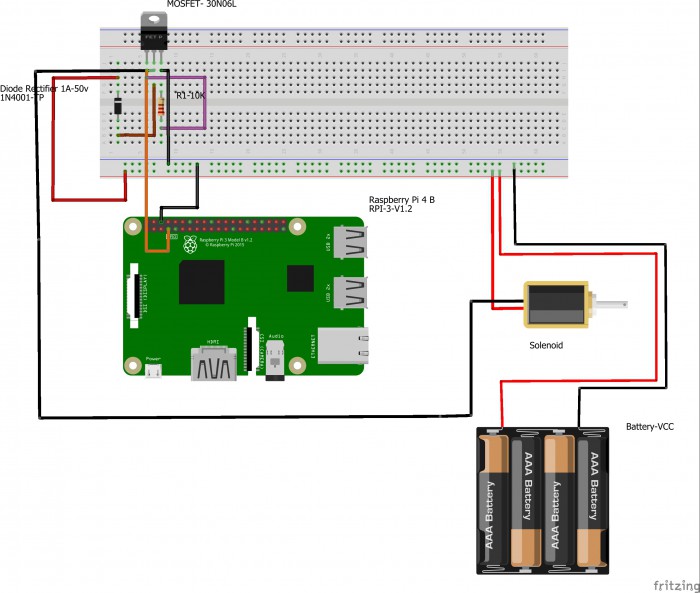 MOSFET- 30N06L
FET-P
Diode Rectifier 1A-50v
1N4001-TP
R1-10K
Raspberry Pi 4 B
RPI-3-V1.2
GPIO
Raspberry Pi 3 Model B v1.2
© Raspberry Pi 2015
USB 2x
USB 2x
ETHERNET
DSI (DISPLAY)
CSI (CAMERA)
Audio
HDMI
Power
Solenoid
Battery-VCC
AAA Battery
AAA Battery
AAA Battery
AAA Battery
fritzing